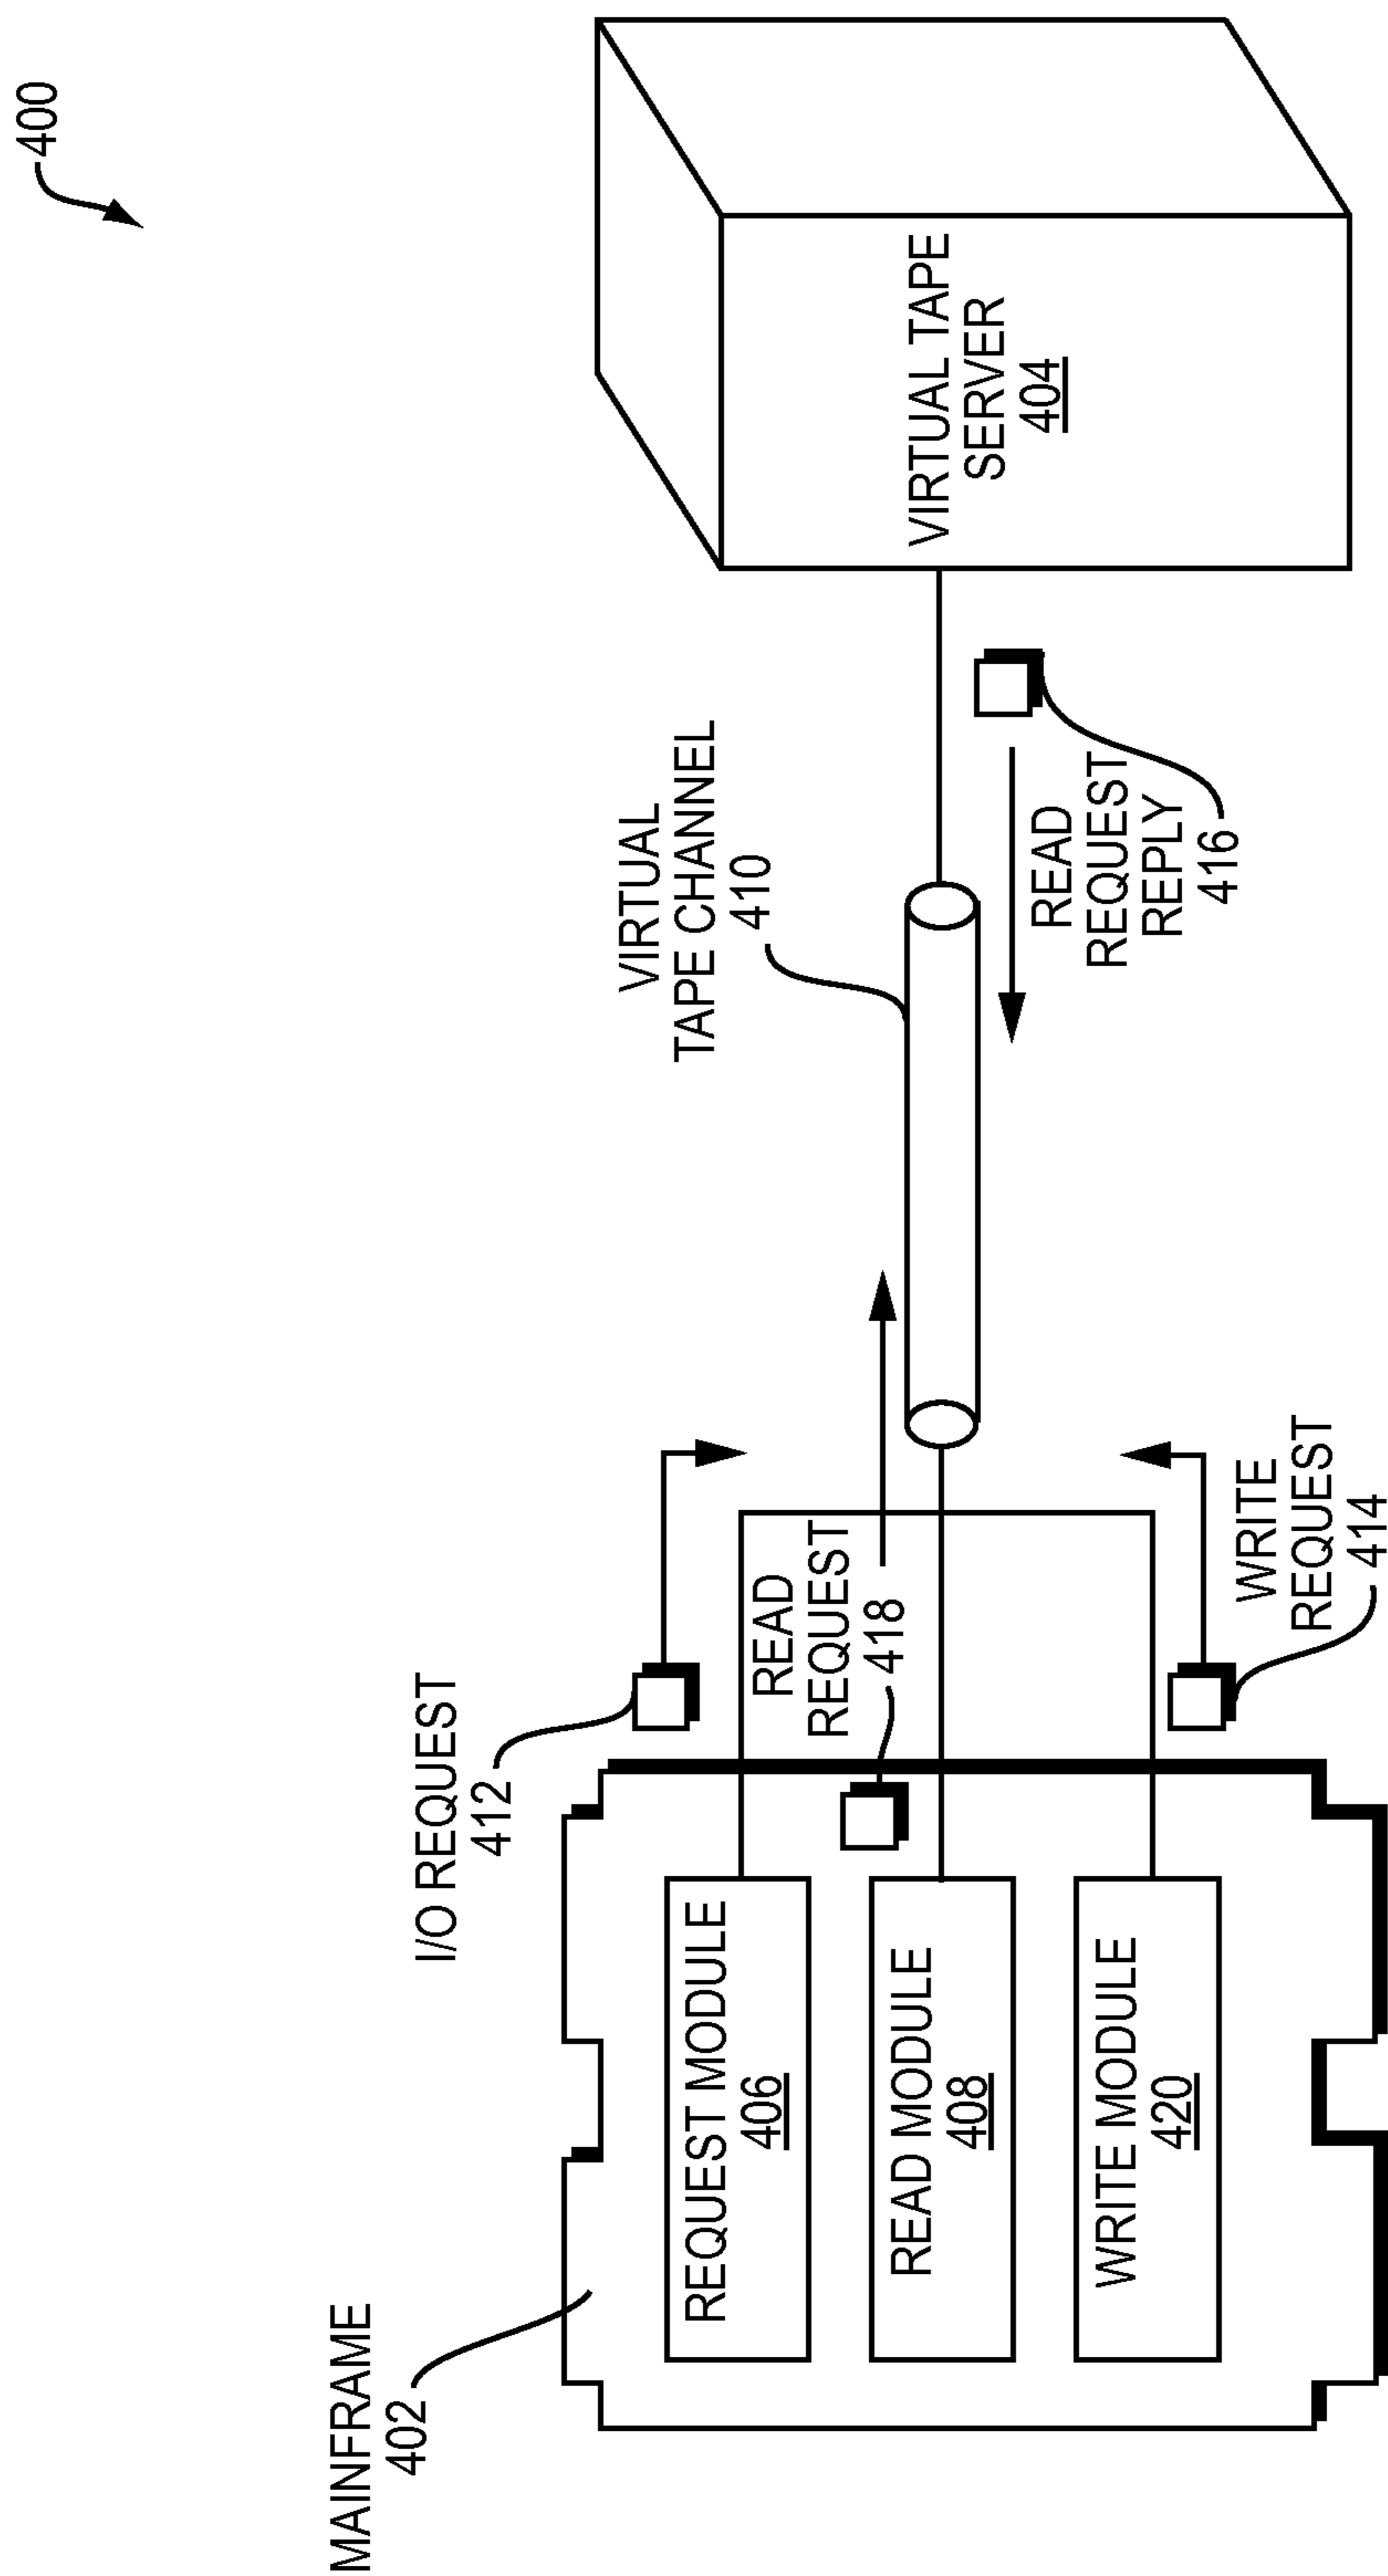 400
MAINFRAME
402
I/O REQUEST
412
REQUEST MODULE
406
READ
REQUEST
418
READ MODULE
408
WRITE MODULE
420
WRITE
REQUEST
414
VIRTUAL
TAPE CHANNEL
410
READ
REQUEST
REPLY
416
VIRTUAL TAPE
SERVER
404